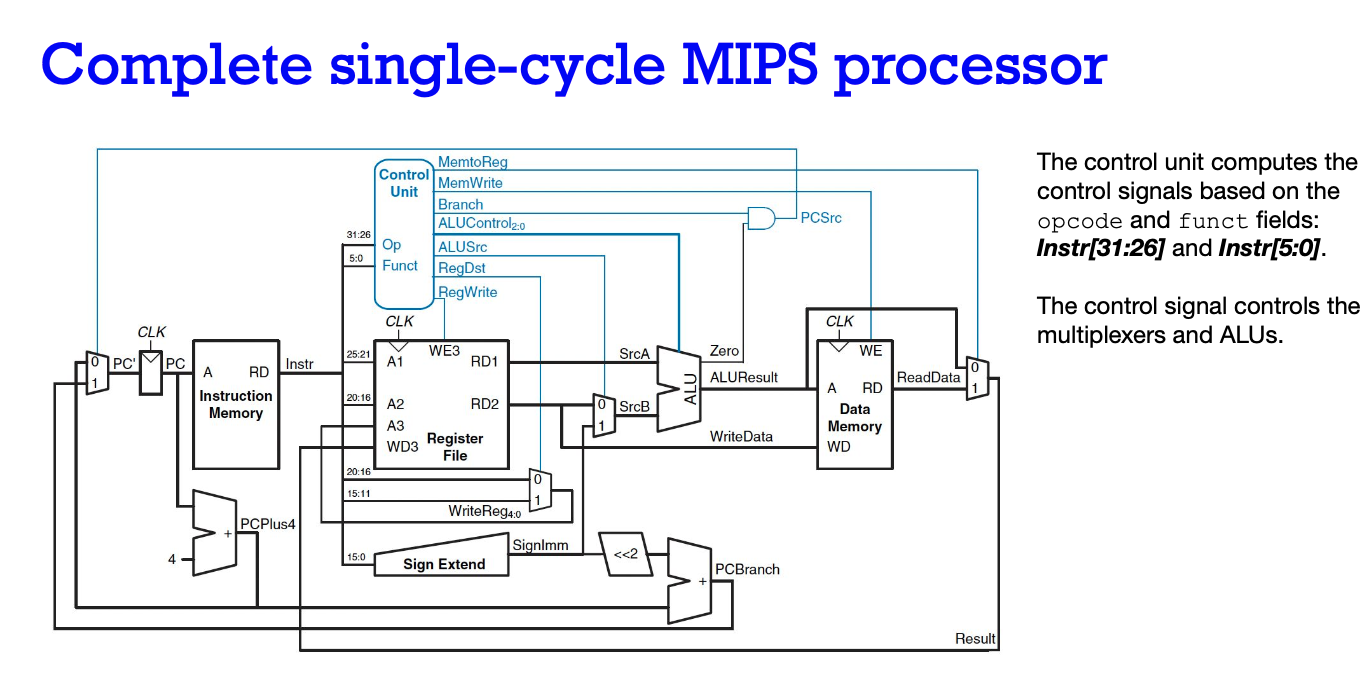 Complete single-cycle MIPS processor
The control unit computes the
control signals based on the
opcode and funct fields:
Instr[31:26] and Instr[5:0].
The control signal controls the
multiplexers and ALUs.
Control
Unit
Op
Funct
MemtoReg
MemWrite
Branch
ALUControl2:0
ALUSrc
RegDst
RegWrite
PCSrc
31:26
5:0
CLK
0
1
PC'
PC
A
RD
Instruction
Memory
Instr
25:21
20:16
CLK
WE3
A1
RD1
A2
RD2
A3
WD3
Register
File
20:16
15:11
0
1
WriteReg4:0
15:0
Sign Extend
SignImm
<<2
SrcA
0
1
SrcB
ALU
Zero
ALUResult
WriteData
CLK
WE
A
RD
Data
Memory
WD
ReadData
0
1
4
+
PCPlus4
+
PCBranch
Result